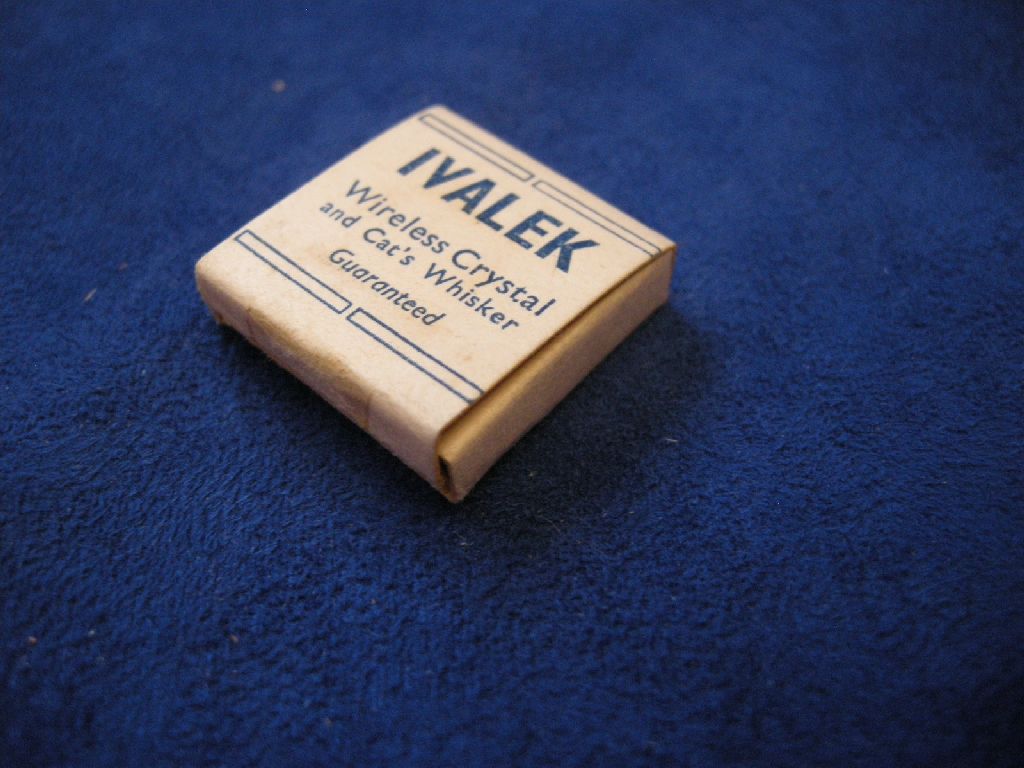 IVALEK
Wireless Crystal
and Cat's Whisker
Guaranteed